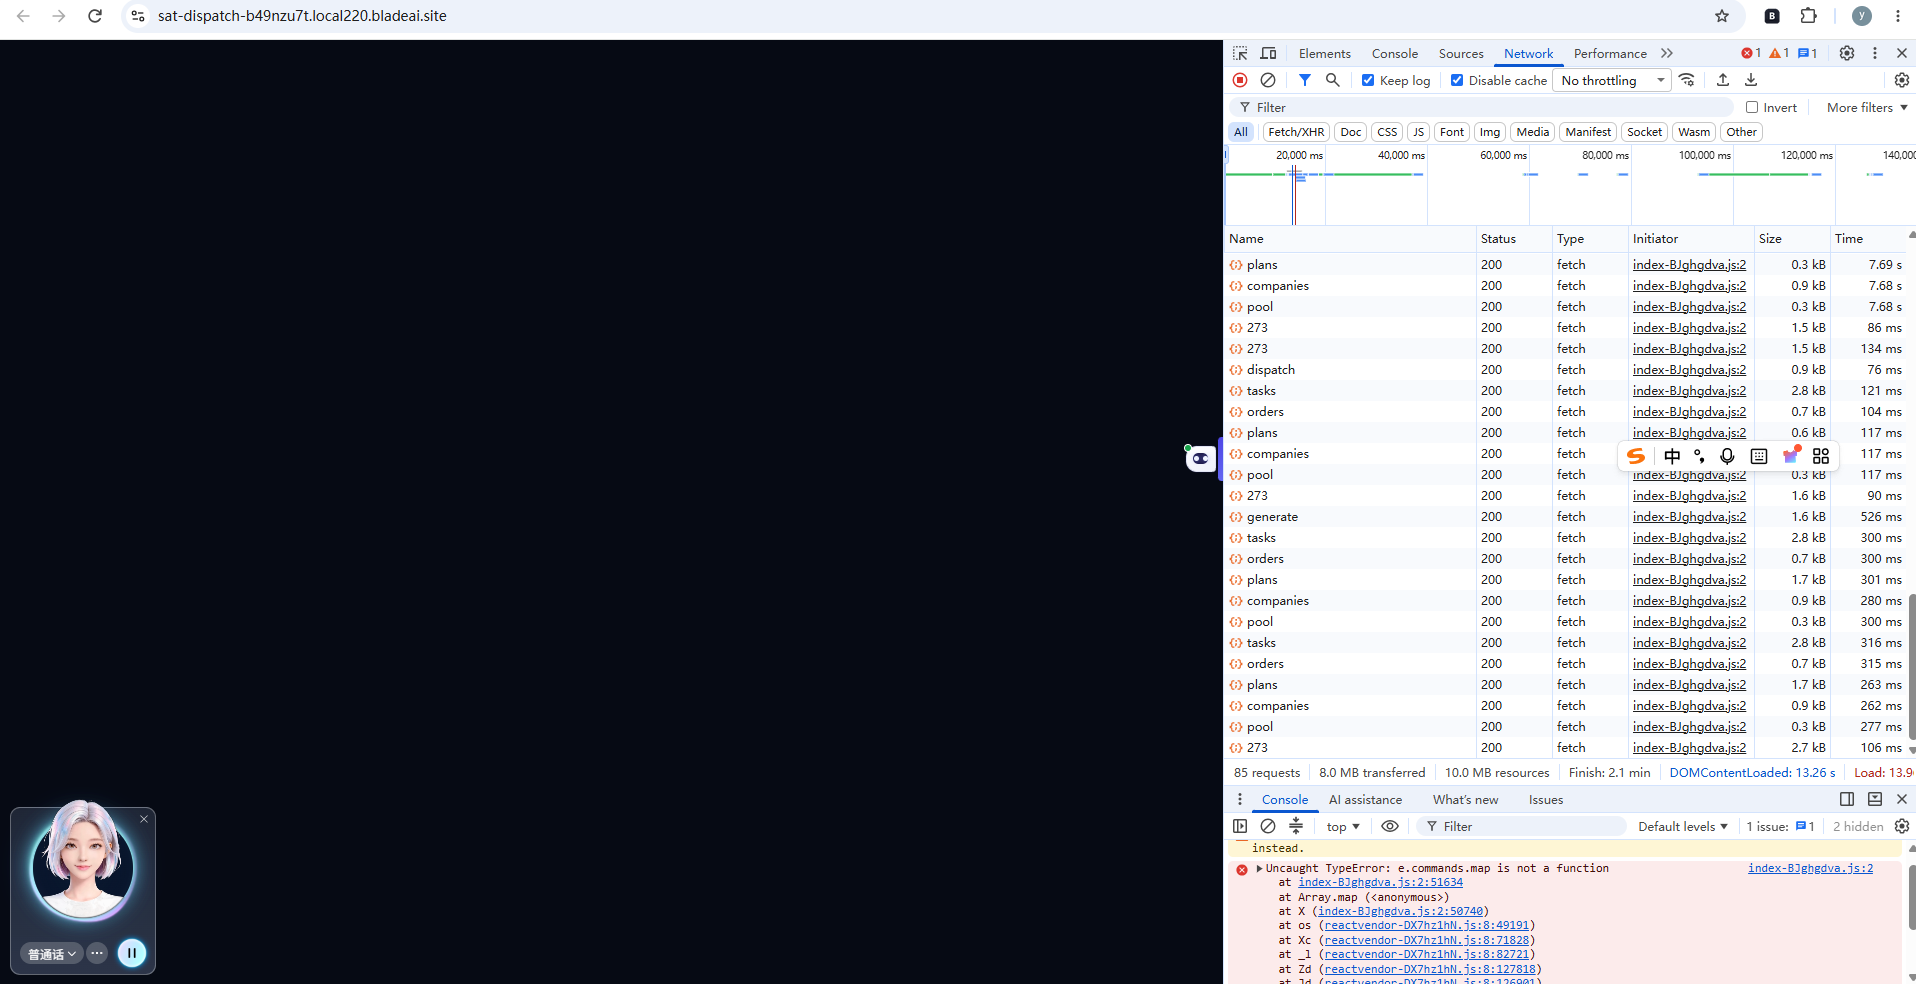 sat-dispatch-b49nzu7t.local220.bladeai.site
B
y
Elements Console Sources Network Performance 1 1 1
Keep log Disable cache No throttling
Filter Invert More filters
All Fetch/XHR Doc CSS JS Font Img Media Manifest Socket Wasm Other
20,000 ms 40,000 ms 60,000 ms 80,000 ms 100,000 ms 120,000 ms 140,00
Name Status Type Initiator Size Time
plans 200 fetch index-BJghgdva.js:2 0.3 kB 7.69 s
companies 200 fetch index-BJghgdva.js:2 0.9 kB 7.68 s
pool 200 fetch index-BJghgdva.js:2 0.3 kB 7.68 s
273 200 fetch index-BJghgdva.js:2 1.5 kB 86 ms
273 200 fetch index-BJghgdva.js:2 1.5 kB 134 ms
dispatch 200 fetch index-BJghgdva.js:2 0.9 kB 76 ms
tasks 200 fetch index-BJghgdva.js:2 2.8 kB 121 ms
orders 200 fetch index-BJghgdva.js:2 0.7 kB 104 ms
plans 200 fetch index-BJghgdva.js:2 0.6 kB 117 ms
companies 200 fetch 中 117 ms
pool 200 fetch index-BJghgdva.js:2 0.3 kB 117 ms
273 200 fetch index-BJghgdva.js:2 1.6 kB 90 ms
generate 200 fetch index-BJghgdva.js:2 1.6 kB 526 ms
tasks 200 fetch index-BJghgdva.js:2 2.8 kB 300 ms
orders 200 fetch index-BJghgdva.js:2 0.7 kB 300 ms
plans 200 fetch index-BJghgdva.js:2 1.7 kB 301 ms
companies 200 fetch index-BJghgdva.js:2 0.9 kB 280 ms
pool 200 fetch index-BJghgdva.js:2 0.3 kB 300 ms
tasks 200 fetch index-BJghgdva.js:2 2.8 kB 316 ms
orders 200 fetch index-BJghgdva.js:2 0.7 kB 315 ms
plans 200 fetch index-BJghgdva.js:2 1.7 kB 263 ms
companies 200 fetch index-BJghgdva.js:2 0.9 kB 262 ms
pool 200 fetch index-BJghgdva.js:2 0.3 kB 277 ms
273 200 fetch index-BJghgdva.js:2 2.7 kB 106 ms
85 requests 8.0 MB transferred 10.0 MB resources Finish: 2.1 min DOMContentLoaded: 13.26 s Load: 13.9
Console AI assistance What's new Issues
top Filter Default levels 1 issue: 1 2 hidden
instead.
Uncaught TypeError: e.commands.map is not a function index-BJghgdva.js:2
at index-BJghgdva.js:2:51634
at Array.map (<anonymous>)
at X (index-BJghgdva.js:2:50740)
at os (reactvendor-DX7hz1hN.js:8:49191)
at Xc (reactvendor-DX7hz1hN.js:8:71828)
at _l (reactvendor-DX7hz1hN.js:8:82721)
at Zd (reactvendor-DX7hz1hN.js:8:127818)
at Jd (reactvendor-DX7hz1hN.js:8:126901)
普通话